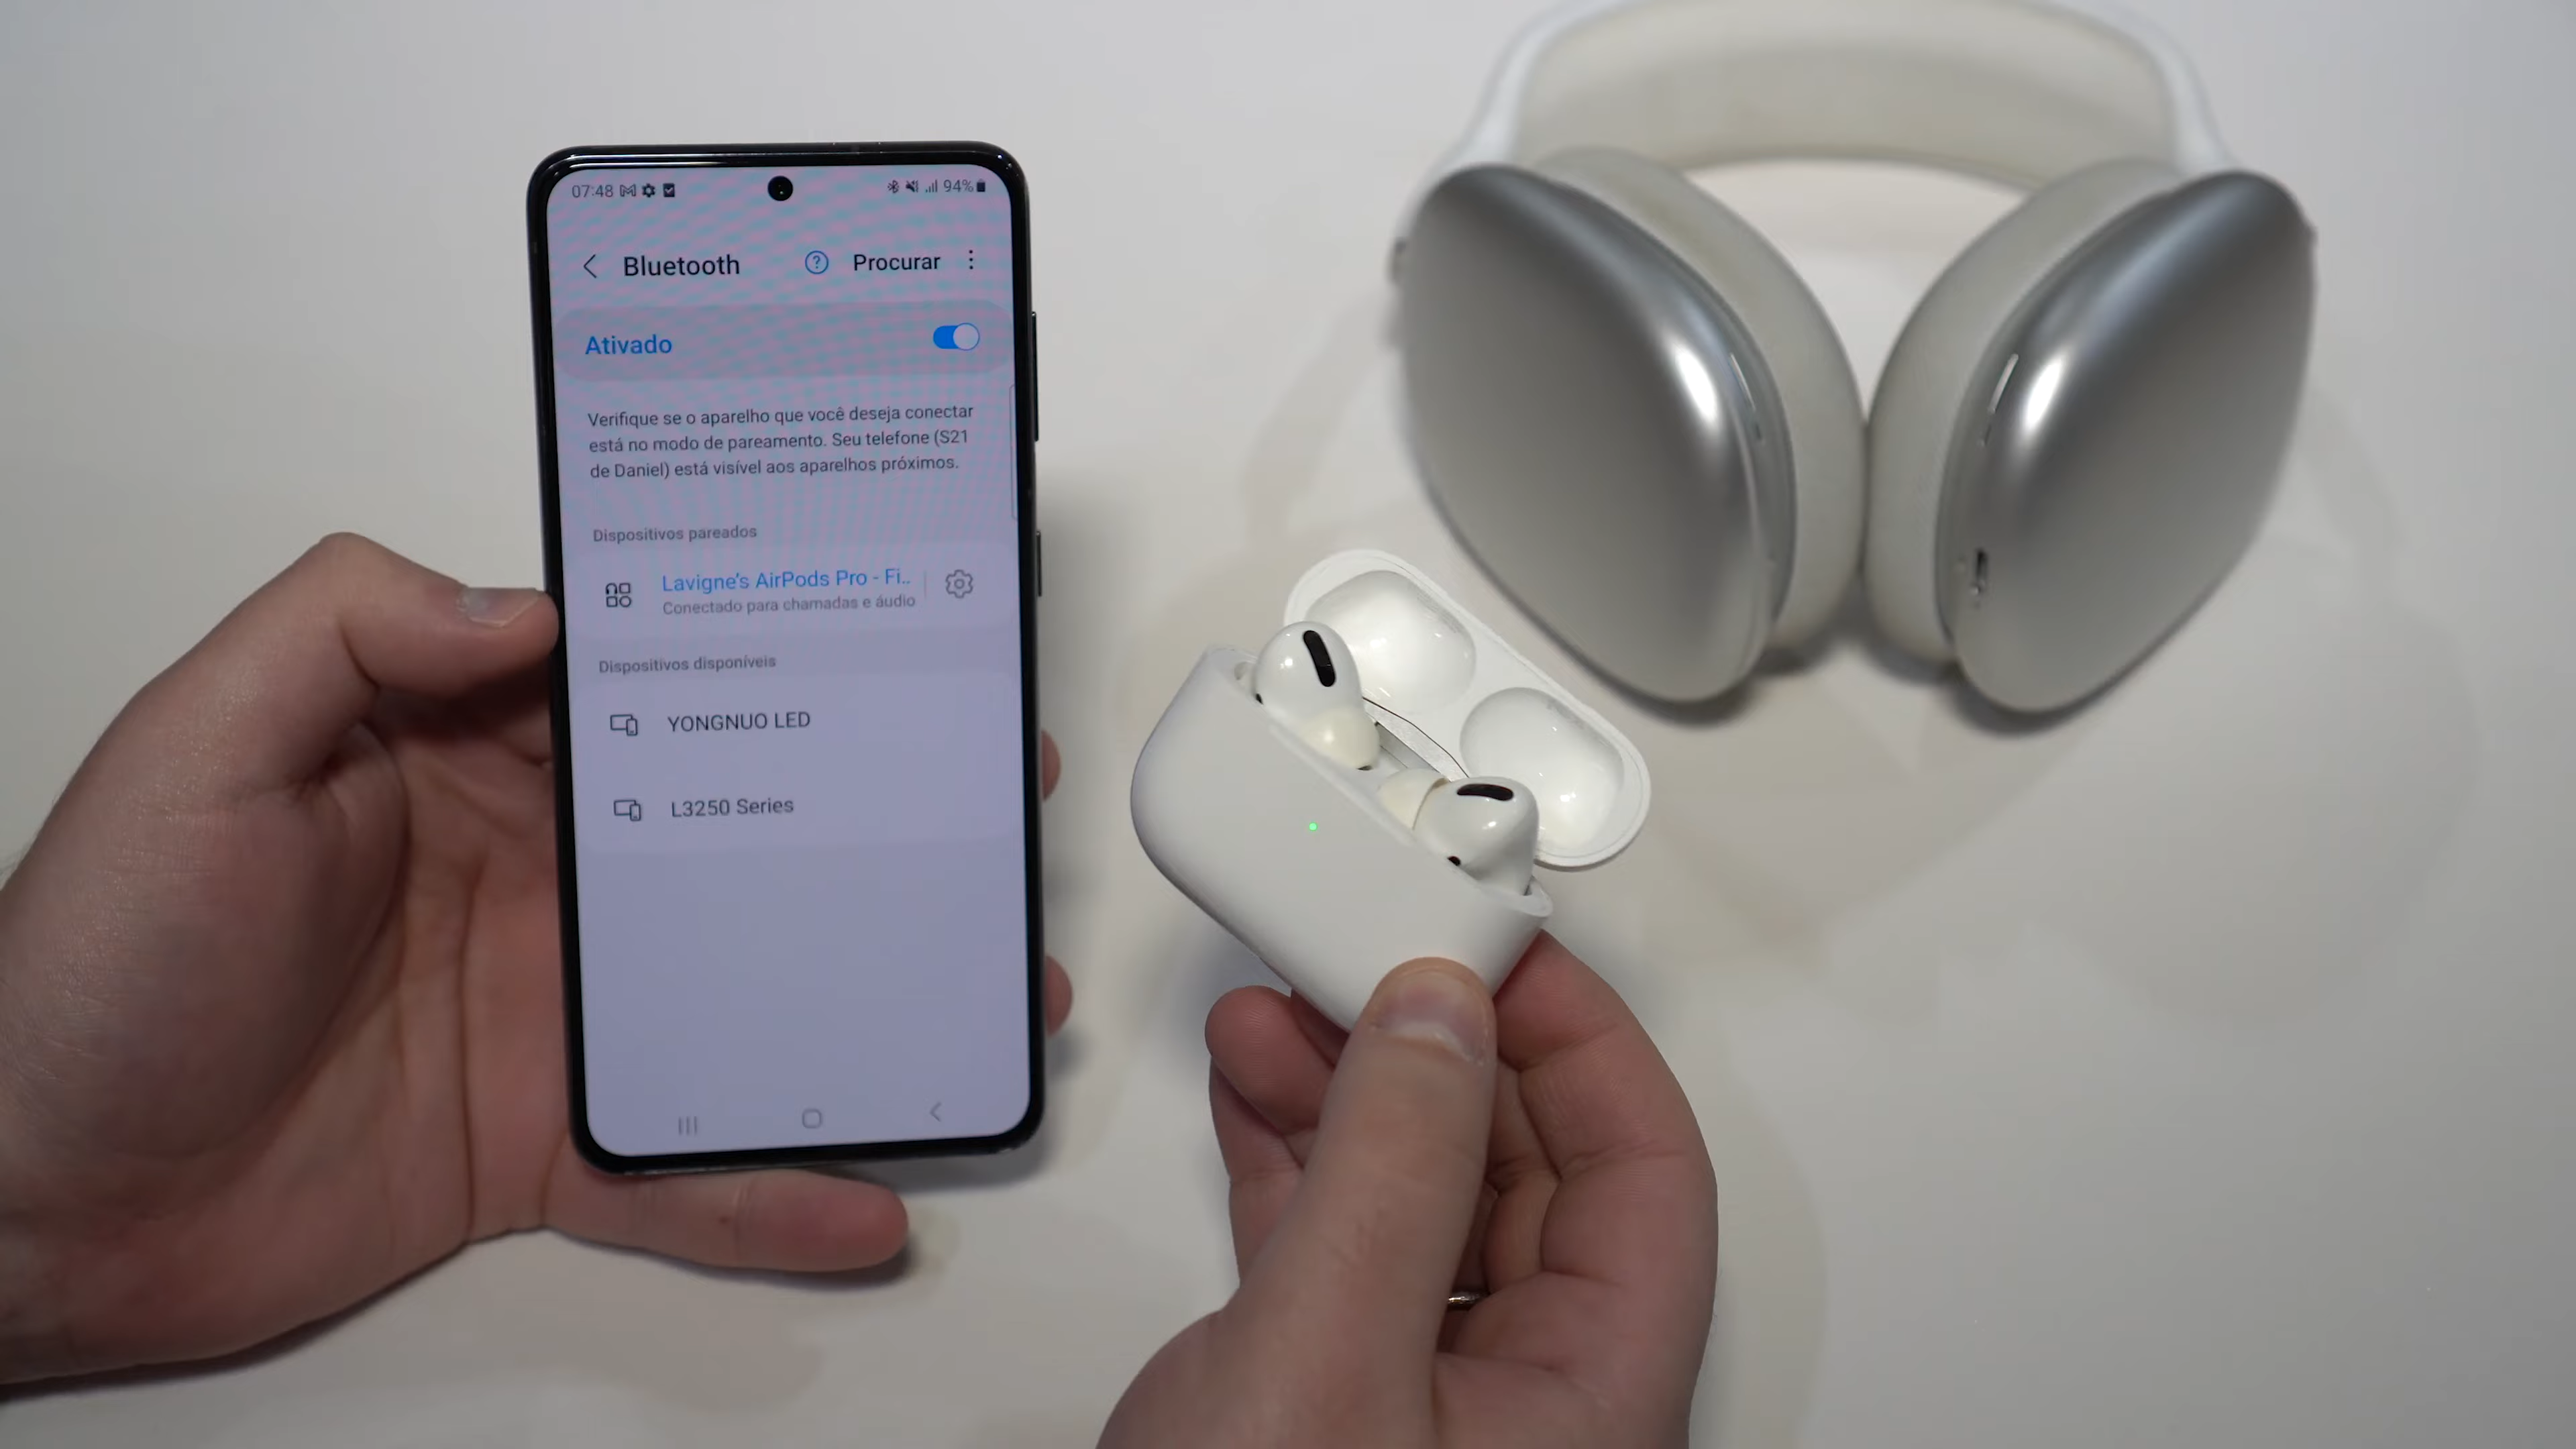 07:48 94%
Bluetooth Procurar
Ativado
Verifique se o aparelho que você deseja conectar
está no modo de pareamento. Seu telefone (S21
de Daniel) está visível aos aparelhos próximos.
Dispositivos pareados
Lavigne's AirPods Pro - Fi..
Conectado para chamadas e áudio
Dispositivos disponíveis
YONGNUO LED
L3250 Series